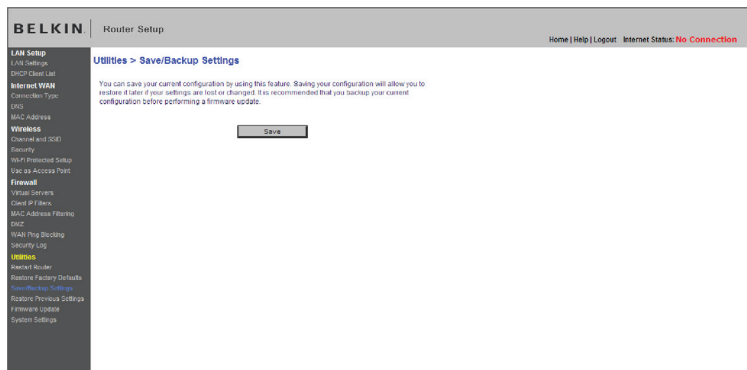 BELKIN. Router Setup
Home | Help | Logout Internet Status: No Connection
LAN Setup
LAN Settings
DHCP Client List
Internet WAN
Connection Type
DNS
MAC Address
Wireless
Channel and SSID
Security
Wi-Fi Protected Setup
Use as Access Point
Firewall
Virtual Servers
Client IP Filters
MAC Address Filtering
DMZ
WAN Ping Blocking
Security Log
Utilities
Restart Router
Restore Factory Defaults
Save/Backup Settings
Restore Previous Settings
Firmware Update
System Settings
Utilities > Save/Backup Settings
You can save your current configuration by using this feature. Saving your configuration will allow you to
restore it later if your settings are lost or changed. It is recommended that you backup your current
configuration before performing a firmware update.
Save